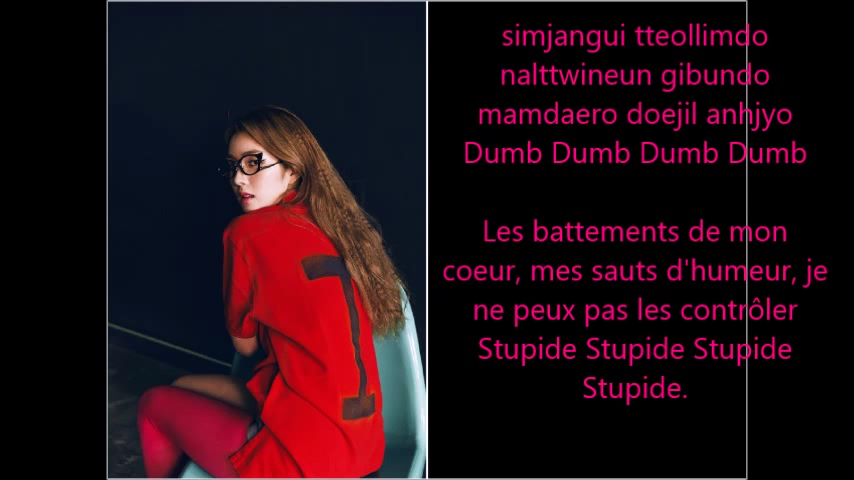 simjangui tteollimdo
nalttwineun gibundo
mamdaero doejil anhjyo
Dumb Dumb Dumb Dumb
Les battements de mon
coeur, mes sauts d'humeur, je
ne peux pas les contrôler
Stupide Stupide Stupide
Stupide.